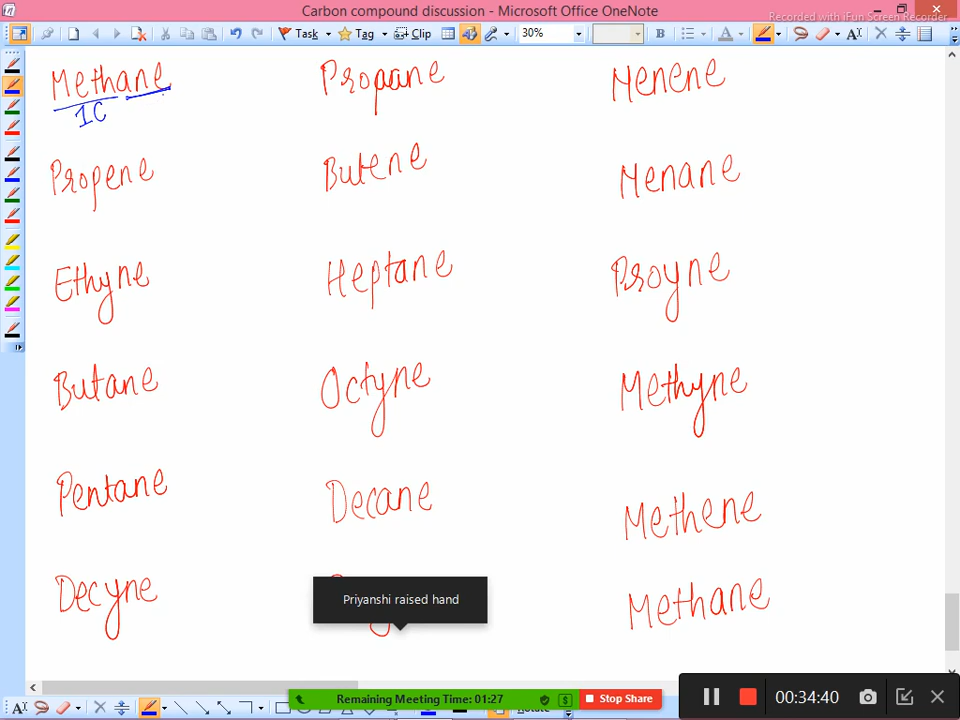 Carbon compound discussion - Microsoft Office OneNote
Recorded with iFun Screen Recorder
Task Tag Clip 30% B A
Methane Propane Henene
1C
Propene Butene Henane
Ethyne Heptane Proyne
Butane Octyne Methyne
Pentane Decane Methene
Decyne Methane
Priyanshi raised hand
Remaining Meeting Time: 01:27 Stop Share
00:34:40